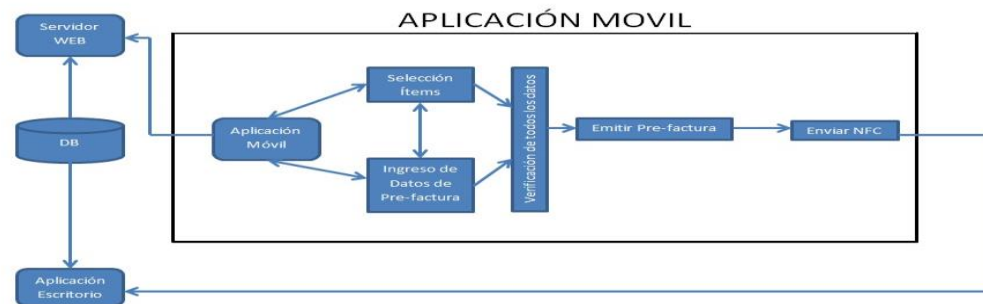 APLICACIÓN MOVIL
Servidor
WEB
DB
Aplicación
Móvil
Selección
Ítems
Ingreso de
Datos de
Pre-factura
Verificación de todos los datos
Emitir Pre-factura
Enviar NFC
Aplicación
Escritorio